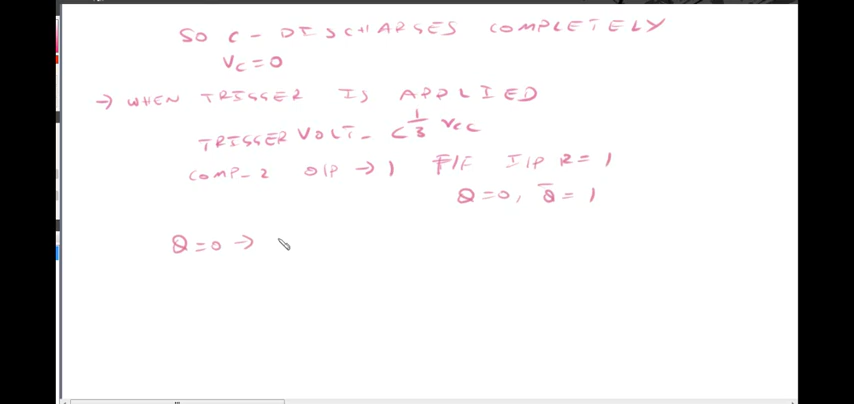 SO C - DISCHARGES COMPLETELY
Vc = 0
→ WHEN TRIGGER IS APPLIED
TRIGGER VOLT- < 1/3 Vcc
COMP-2 O/P → 1 F/F I/P R = 1
Q = 0, Q̅ = 1
Q = 0 →